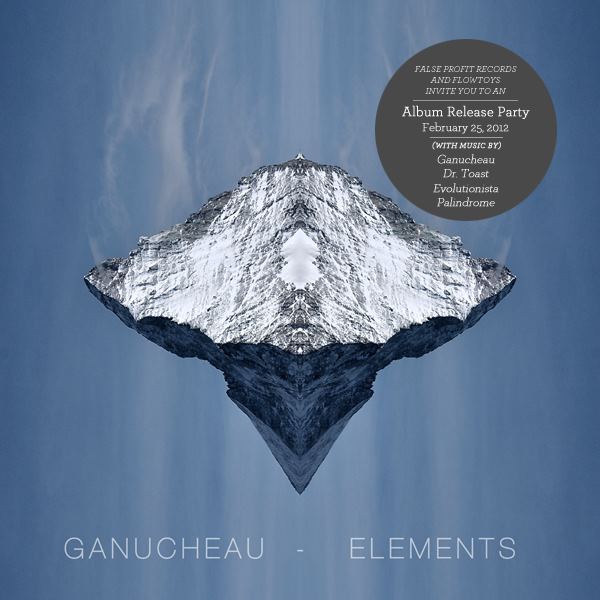 FALSE PROFIT RECORDS
AND FLOWTOYS
INVITE YOU TO AN
Album Release Party
February 25, 2012
(WITH MUSIC BY)
Ganucheau
Dr. Toast
Evolutionista
Palindrome
GANUCHEAU - ELEMENTS